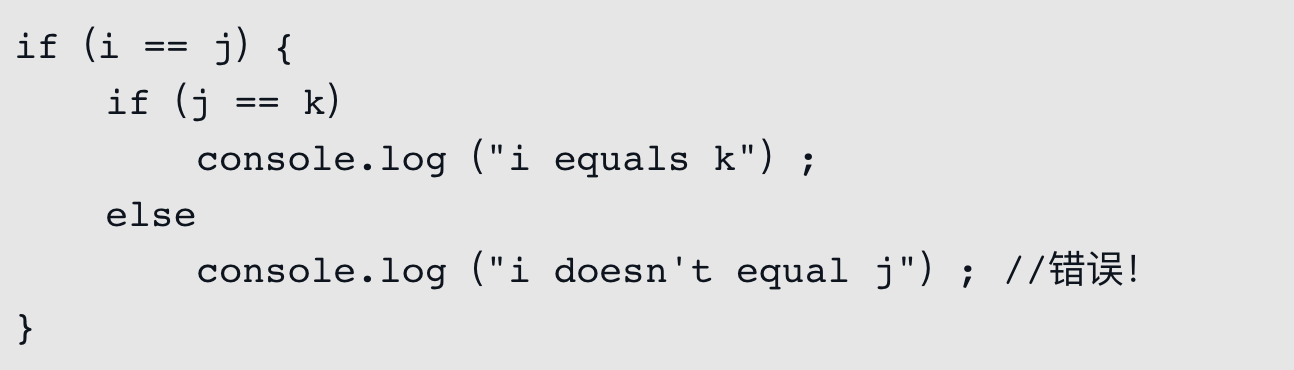 if (i == j) {
    if (j == k)
        console.log ("i equals k") ;
    else
        console.log ("i doesn't equal j") ; //错误!
}